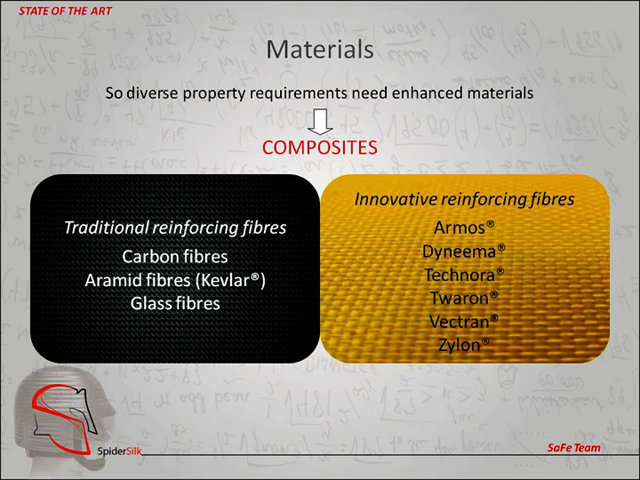 STATE OF THE ART
Materials
So diverse property requirements need enhanced materials
COMPOSITES
Traditional reinforcing fibres
Carbon fibres
Aramid fibres (Kevlar®)
Glass fibres
Innovative reinforcing fibres
Armos®
Dyneema®
Technora®
Twaron®
Vectran®
Zylon®
SpiderSilk
SaFe Team